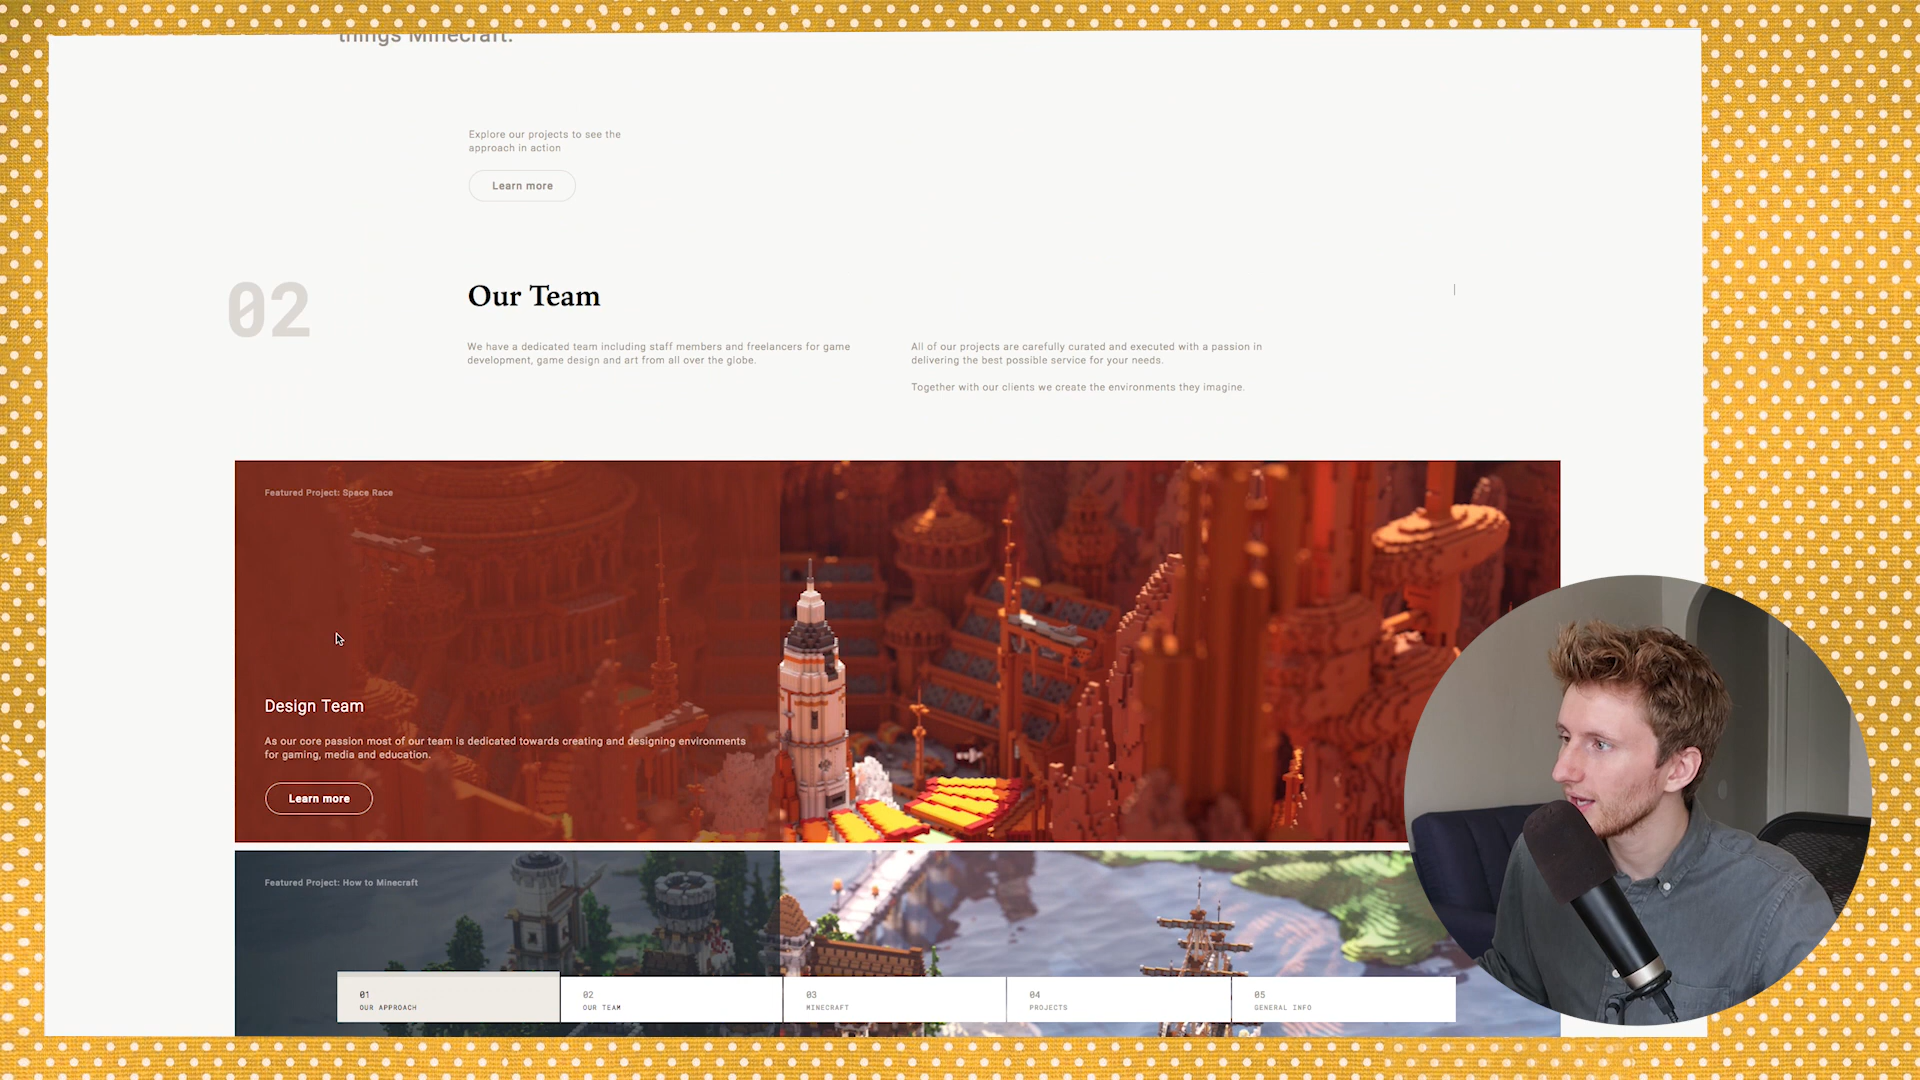 things Minecraft.
Explore our projects to see the
approach in action
Learn more
02
Our Team
We have a dedicated team including staff members and freelancers for game
development, game design and art from all over the globe.
All of our projects are carefully curated and executed with a passion in
delivering the best possible service for your needs.
Together with our clients we create the environments they imagine.
Featured Project: Space Race
Design Team
As our core passion most of our team is dedicated towards creating and designing environments
for gaming, media and education.
Learn more
Featured Project: How to Minecraft
01
OUR APPROACH
02
OUR TEAM
03
MINECRAFT
04
PROJECTS
05
GENERAL INFO